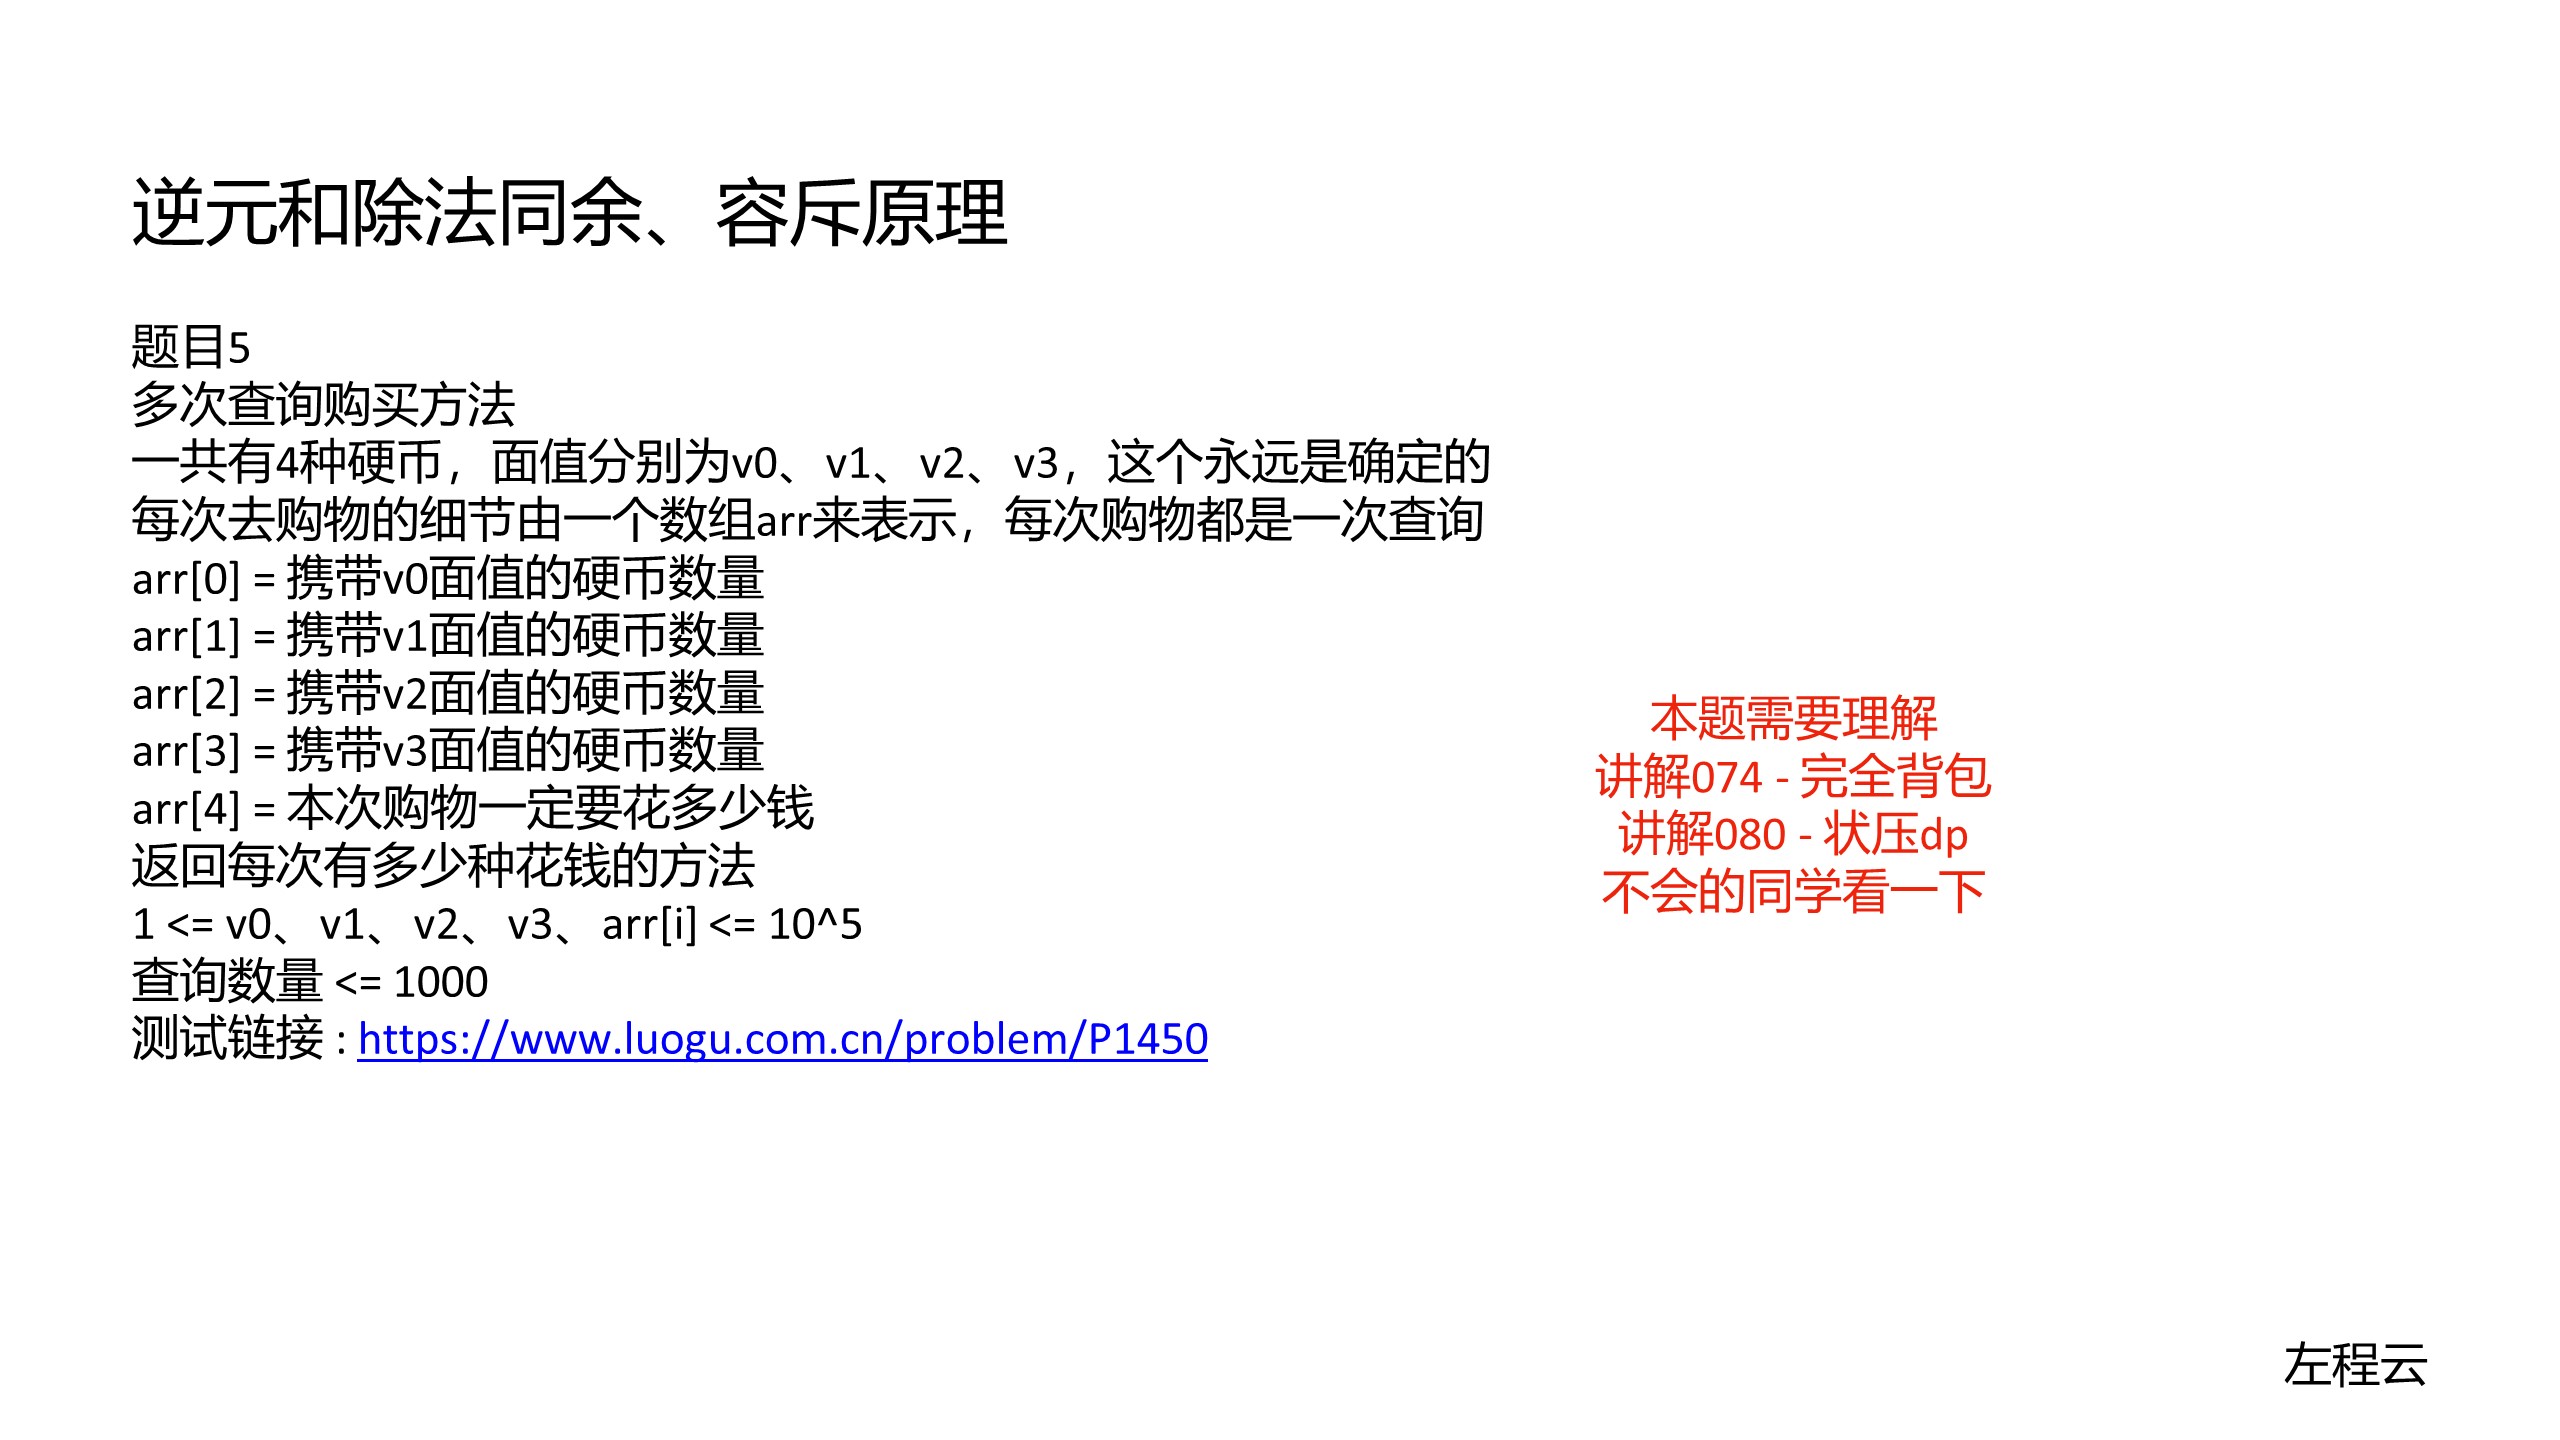 逆元和除法同余、容斥原理
题目5
多次查询购买方法
一共有4种硬币，面值分别为v0、v1、v2、v3，这个永远是确定的
每次去购物的细节由一个数组arr来表示，每次购物都是一次查询
arr[0] = 携带v0面值的硬币数量
arr[1] = 携带v1面值的硬币数量
arr[2] = 携带v2面值的硬币数量
arr[3] = 携带v3面值的硬币数量
arr[4] = 本次购物一定要花多少钱
返回每次有多少种花钱的方法
1 <= v0、v1、v2、v3、arr[i] <= 10^5
查询数量 <= 1000
测试链接 : https://www.luogu.com.cn/problem/P1450
本题需要理解
讲解074 - 完全背包
讲解080 - 状压dp
不会的同学看一下
左程云